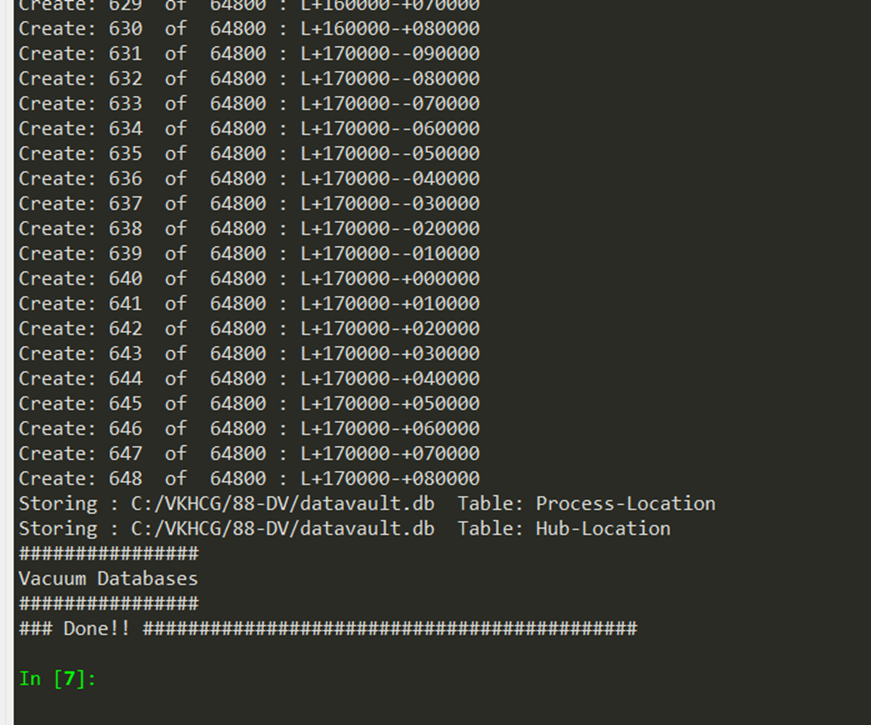 Create: 629  of  64800 : L+160000-+070000
Create: 630  of  64800 : L+160000-+080000
Create: 631  of  64800 : L+170000--090000
Create: 632  of  64800 : L+170000--080000
Create: 633  of  64800 : L+170000--070000
Create: 634  of  64800 : L+170000--060000
Create: 635  of  64800 : L+170000--050000
Create: 636  of  64800 : L+170000--040000
Create: 637  of  64800 : L+170000--030000
Create: 638  of  64800 : L+170000--020000
Create: 639  of  64800 : L+170000--010000
Create: 640  of  64800 : L+170000-+000000
Create: 641  of  64800 : L+170000-+010000
Create: 642  of  64800 : L+170000-+020000
Create: 643  of  64800 : L+170000-+030000
Create: 644  of  64800 : L+170000-+040000
Create: 645  of  64800 : L+170000-+050000
Create: 646  of  64800 : L+170000-+060000
Create: 647  of  64800 : L+170000-+070000
Create: 648  of  64800 : L+170000-+080000
Storing : C:/VKHCG/88-DV/datavault.db  Table: Process-Location
Storing : C:/VKHCG/88-DV/datavault.db  Table: Hub-Location
################
Vacuum Databases
################
### Done!! ############################################
In [7]: